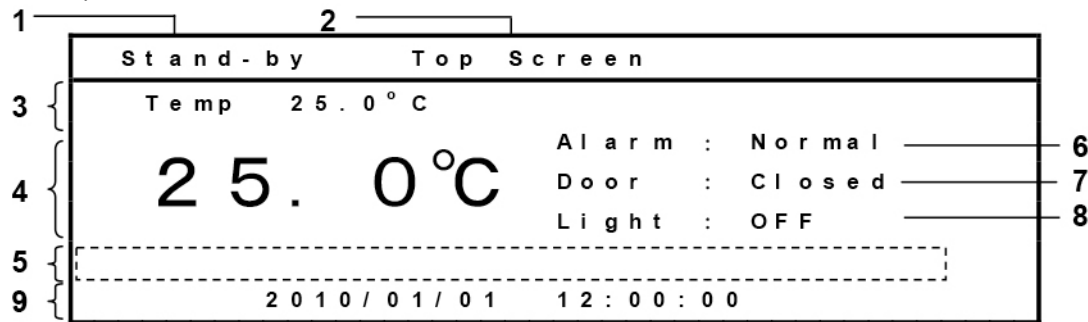 1 2
Stand-by Top Screen
3 Temp 25.0°C
Alarm : Normal 6
4 25.0°C Door : Closed 7
Light : OFF 8
5
9 2010/01/01 12:00:00